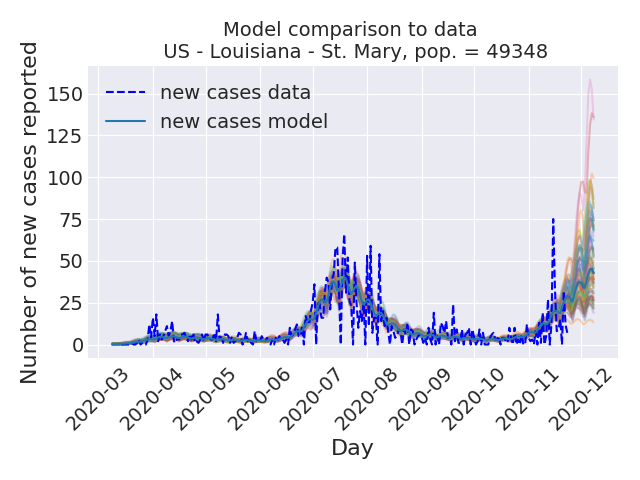 Model comparison to data
US - Louisiana - St. Mary, pop. = 49348
Number of new cases reported
150
125
100
75
50
25
0
new cases data
new cases model
2020-03
2020-04
2020-05
2020-06
2020-07
2020-08
2020-09
2020-10
2020-11
2020-12
Day